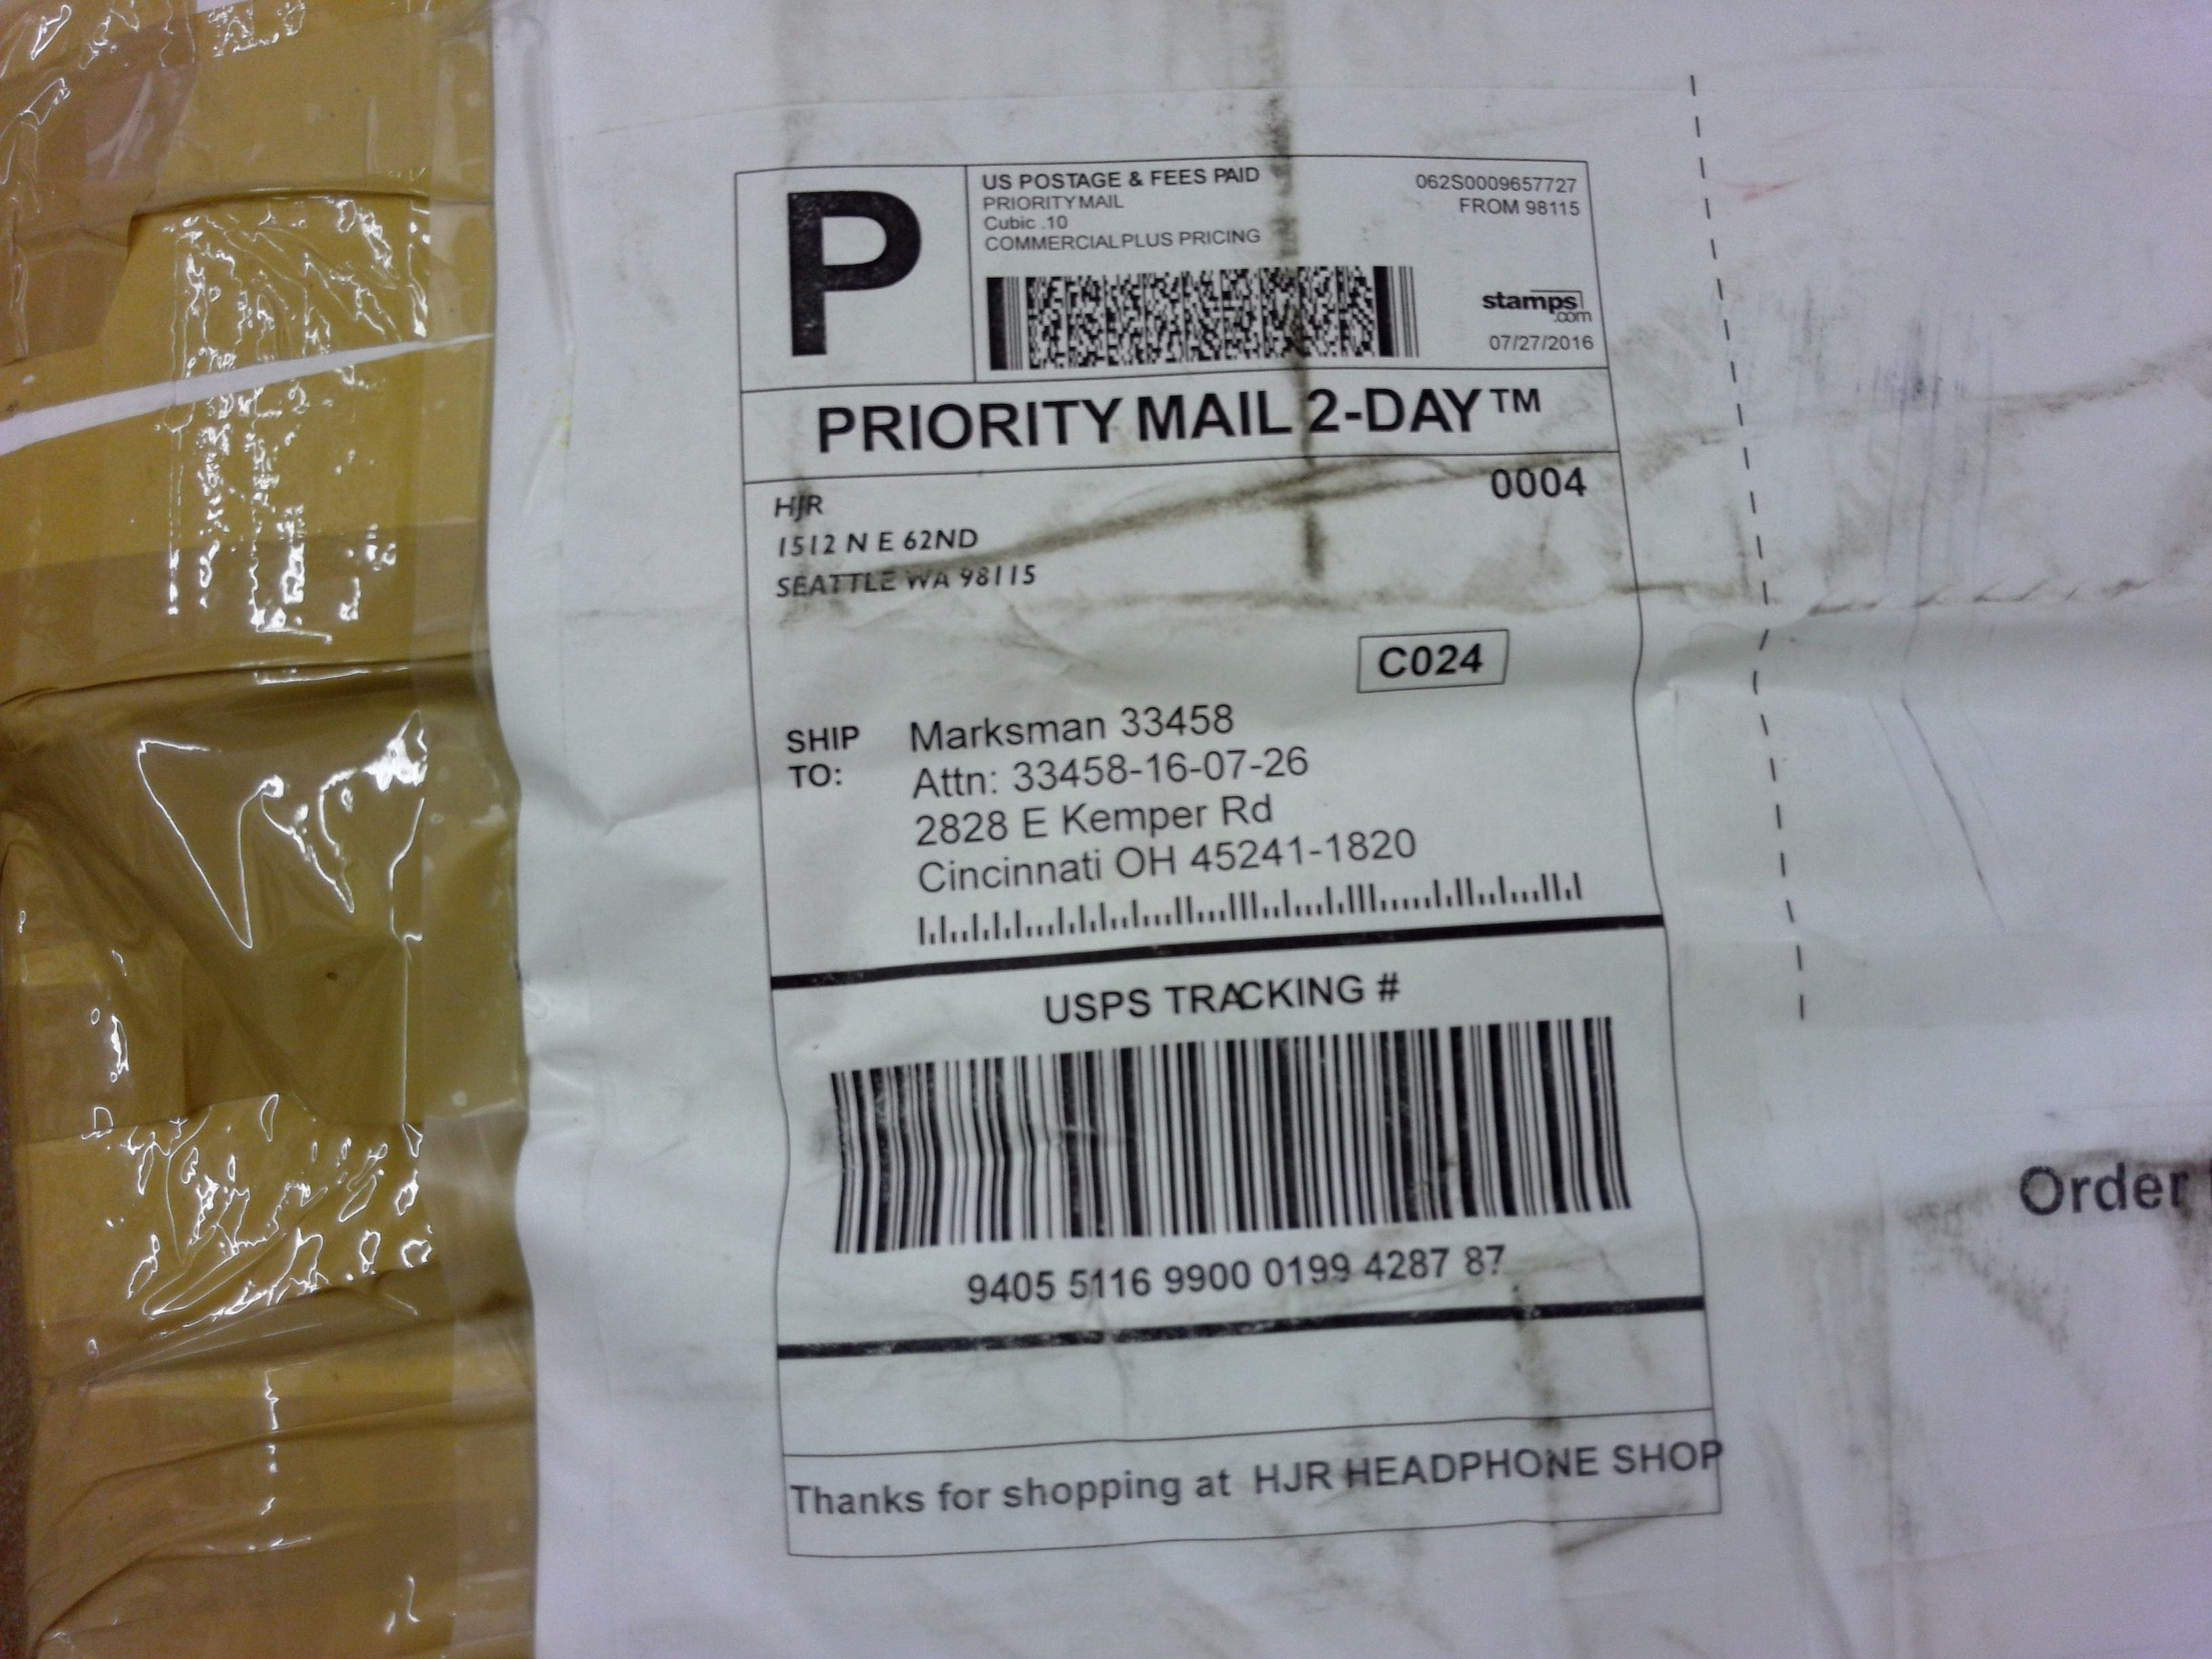 P
US POSTAGE & FEES PAID
PRIORITY MAIL
Cubic .10
COMMERCIAL PLUS PRICING
062S0009657727
FROM 98115
stamps
.com
07/27/2016
PRIORITY MAIL 2-DAY™
0004
HJR
1512 N E 62ND
SEATTLE WA 98115
C024
SHIP
TO:
Marksman 33458
Attn: 33458-16-07-26
2828 E Kemper Rd
Cincinnati OH 45241-1820
USPS TRACKING #
9405 5116 9900 0199 4287 87
Thanks for shopping at HJR HEADPHONE SHOP
Order